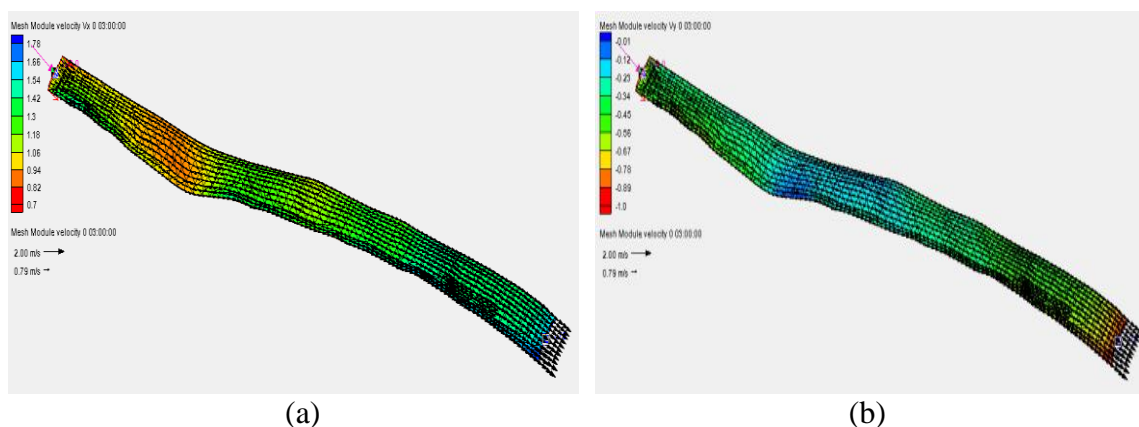 Mesh Module velocity Vx 0 03:00:00
1.78
1.66
1.54
1.42
1.3
1.18
1.06
0.94
0.82
0.7
Mesh Module velocity 0 03:00:00
2.00 m/s
0.79 m/s
(a)
Mesh Module velocity Vy 0 03:00:00
-0.01
-0.12
-0.23
-0.34
-0.45
-0.56
-0.67
-0.78
-0.89
-1.0
Mesh Module velocity 0 03:00:00
2.00 m/s
0.79 m/s
(b)